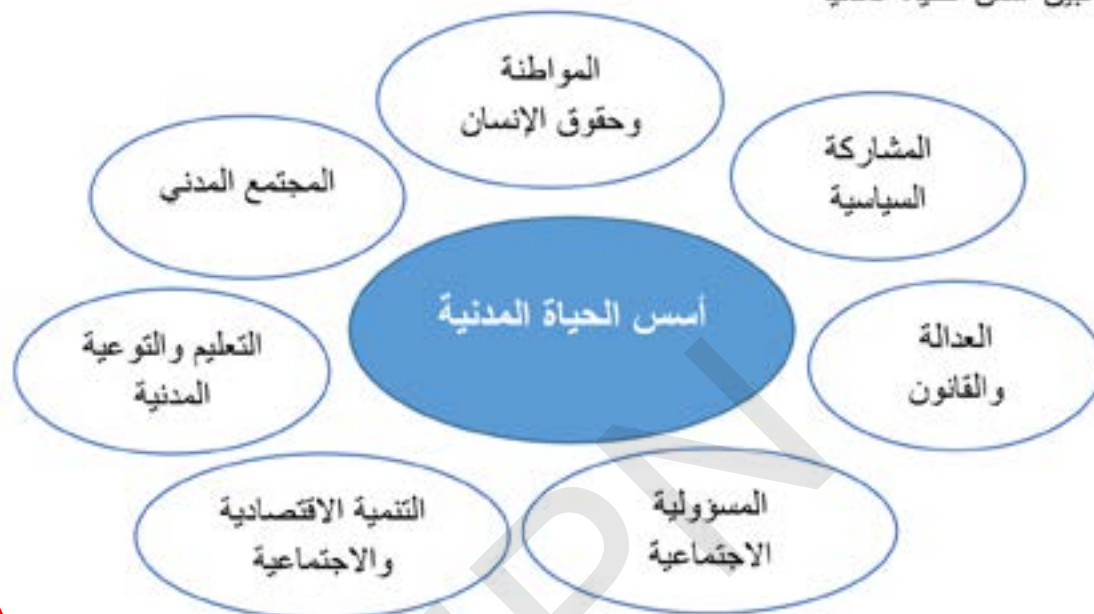 المواطنة
وحقوق الإنسان
المشاركة
السياسية
المجتمع المدني
أسس الحياة المدنية
العدالة
والقانون
التعليم والتوعية
المدنية
المسؤولية
الاجتماعية
التنمية الاقتصادية
والاجتماعية